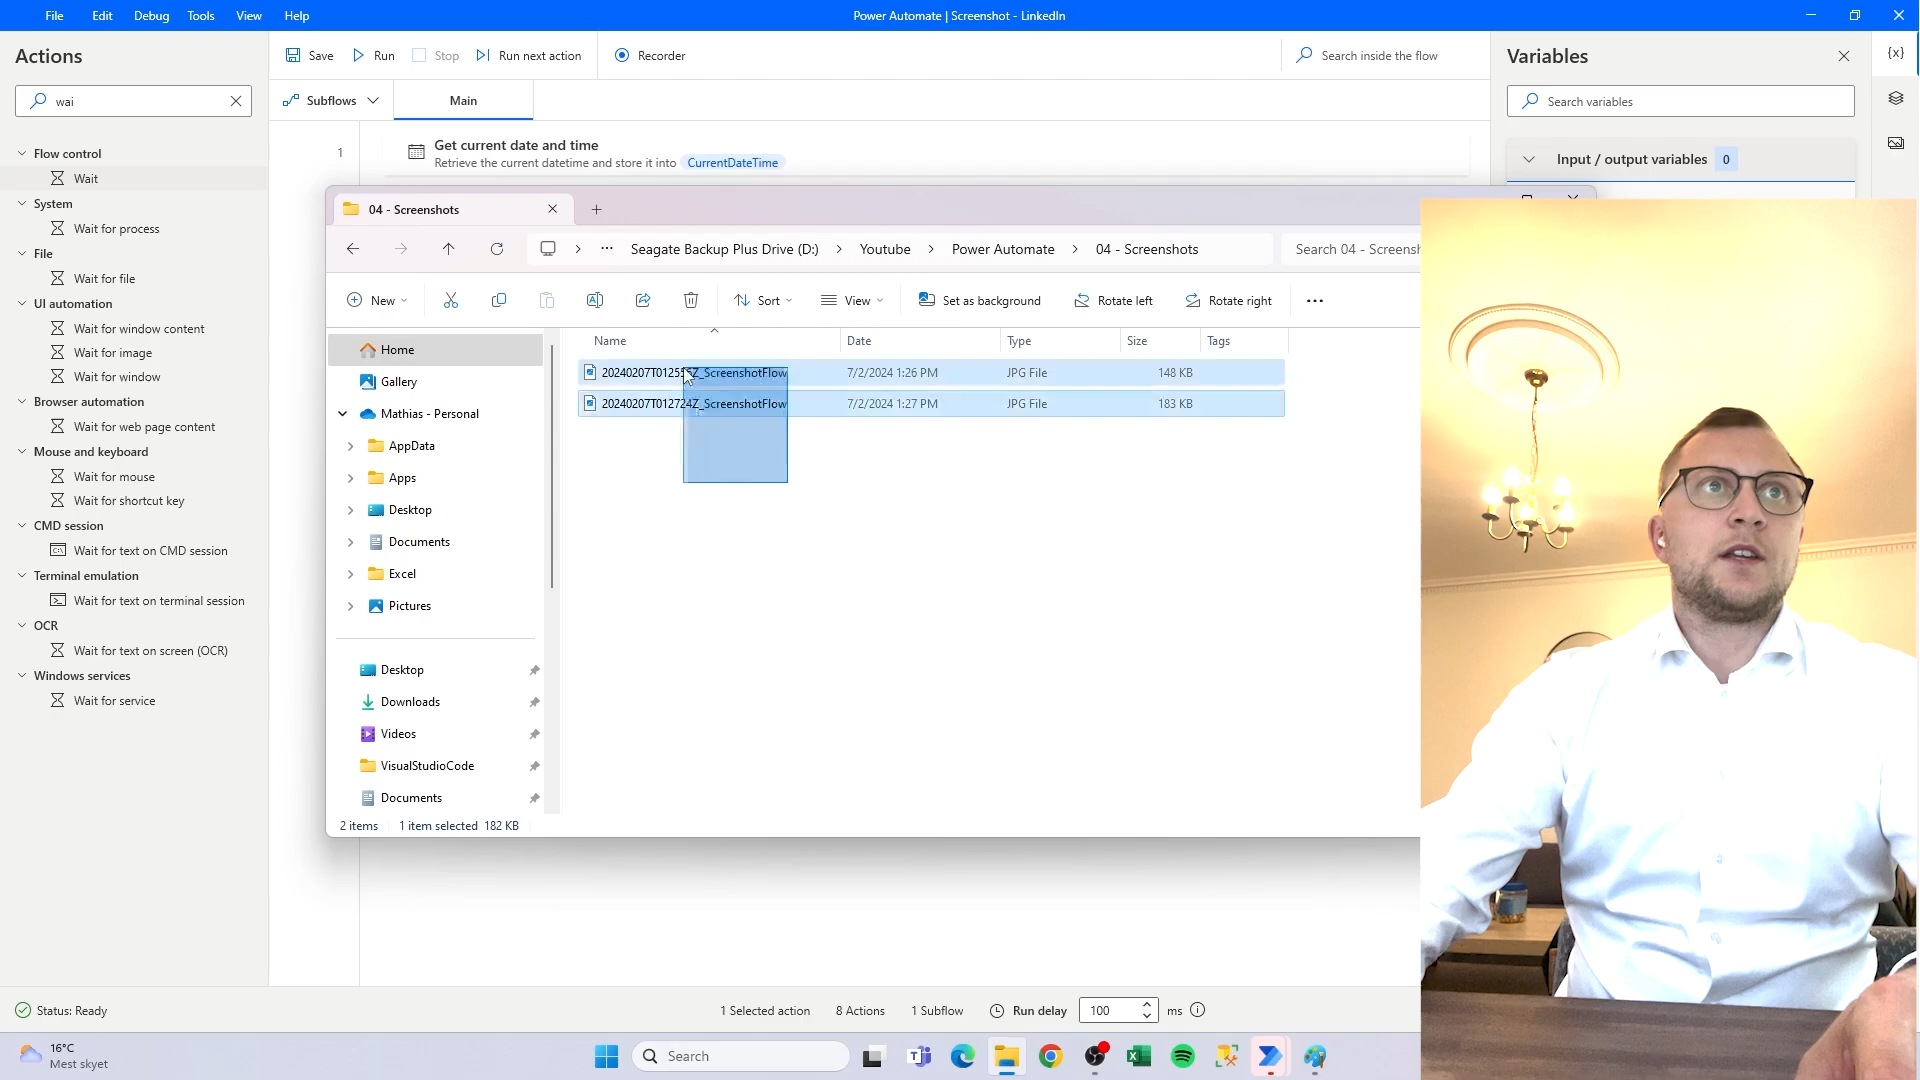 File Edit Debug Tools View Help
Power Automate | Screenshot - LinkedIn
Actions
Save Run Stop Run next action Recorder
Search inside the flow
Variables
{x}
wai
Subflows Main
Search variables
Flow control
Wait
System
Wait for process
File
Wait for file
UI automation
Wait for window content
Wait for image
Wait for window
Browser automation
Wait for web page content
Mouse and keyboard
Wait for mouse
Wait for shortcut key
CMD session
Wait for text on CMD session
Terminal emulation
Wait for text on terminal session
OCR
Wait for text on screen (OCR)
Windows services
Wait for service
1
Get current date and time
Retrieve the current datetime and store it into CurrentDateTime
Input / output variables 0
04 - Screenshots
Seagate Backup Plus Drive (D:) Youtube Power Automate 04 - Screenshots
Search 04 - Screensh
New Sort View Set as background Rotate left Rotate right
Home
Gallery
Mathias - Personal
AppData
Apps
Desktop
Documents
Excel
Pictures
Desktop
Downloads
Videos
VisualStudioCode
Documents
Name Date Type Size Tags
7/2/2024 1:26 PM JPG File 148 KB
20240207T012724Z_ScreenshotFlow 7/2/2024 1:27 PM JPG File 183 KB
2 items 1 item selected 182 KB
Status: Ready
1 Selected action 8 Actions 1 Subflow Run delay 100 ms
16°C
Mest skyet
Search